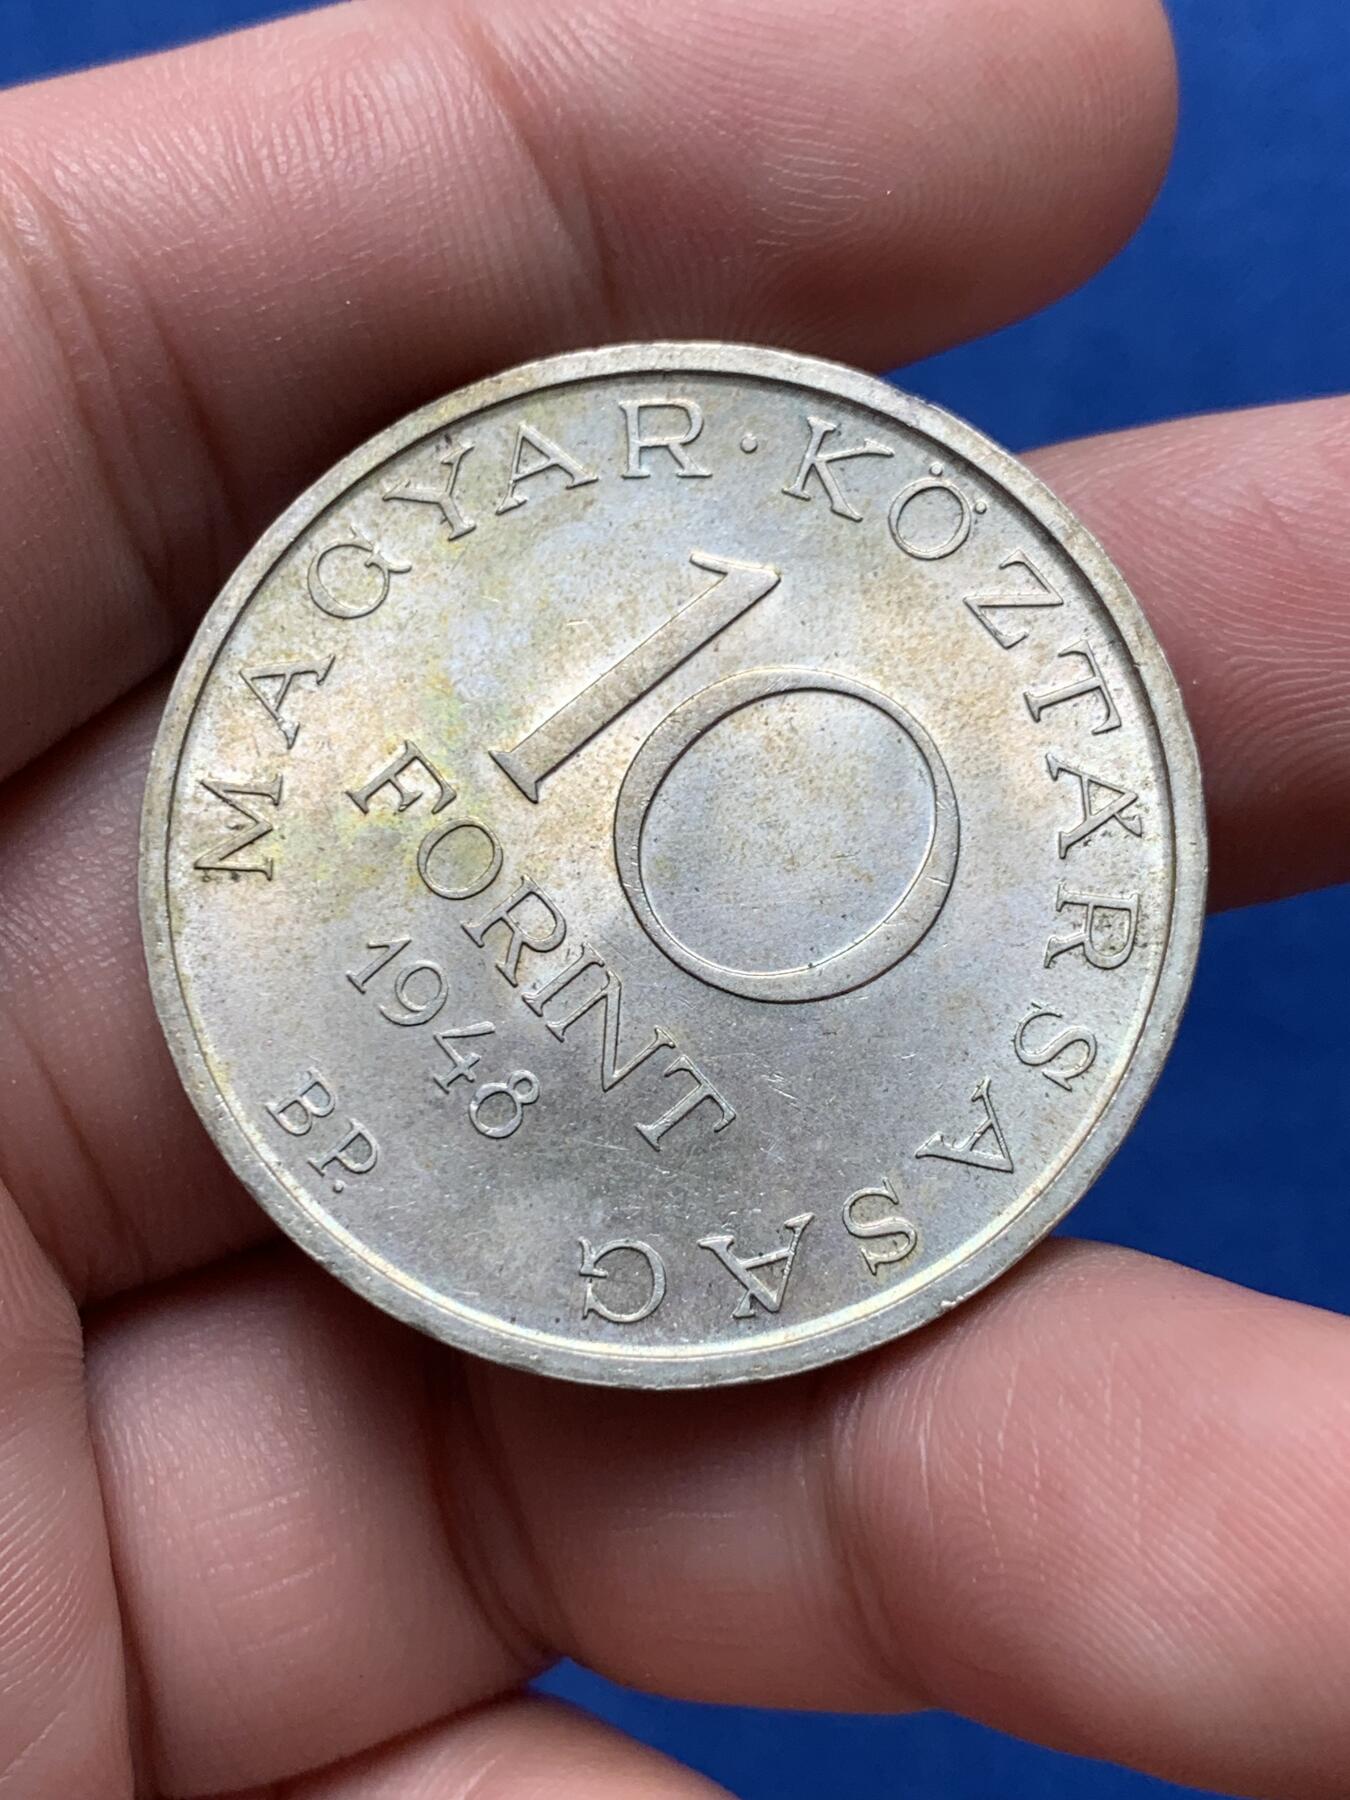 MAGYAR · KÖZTÁRSASÁG
10
FORINT
1948
BP.